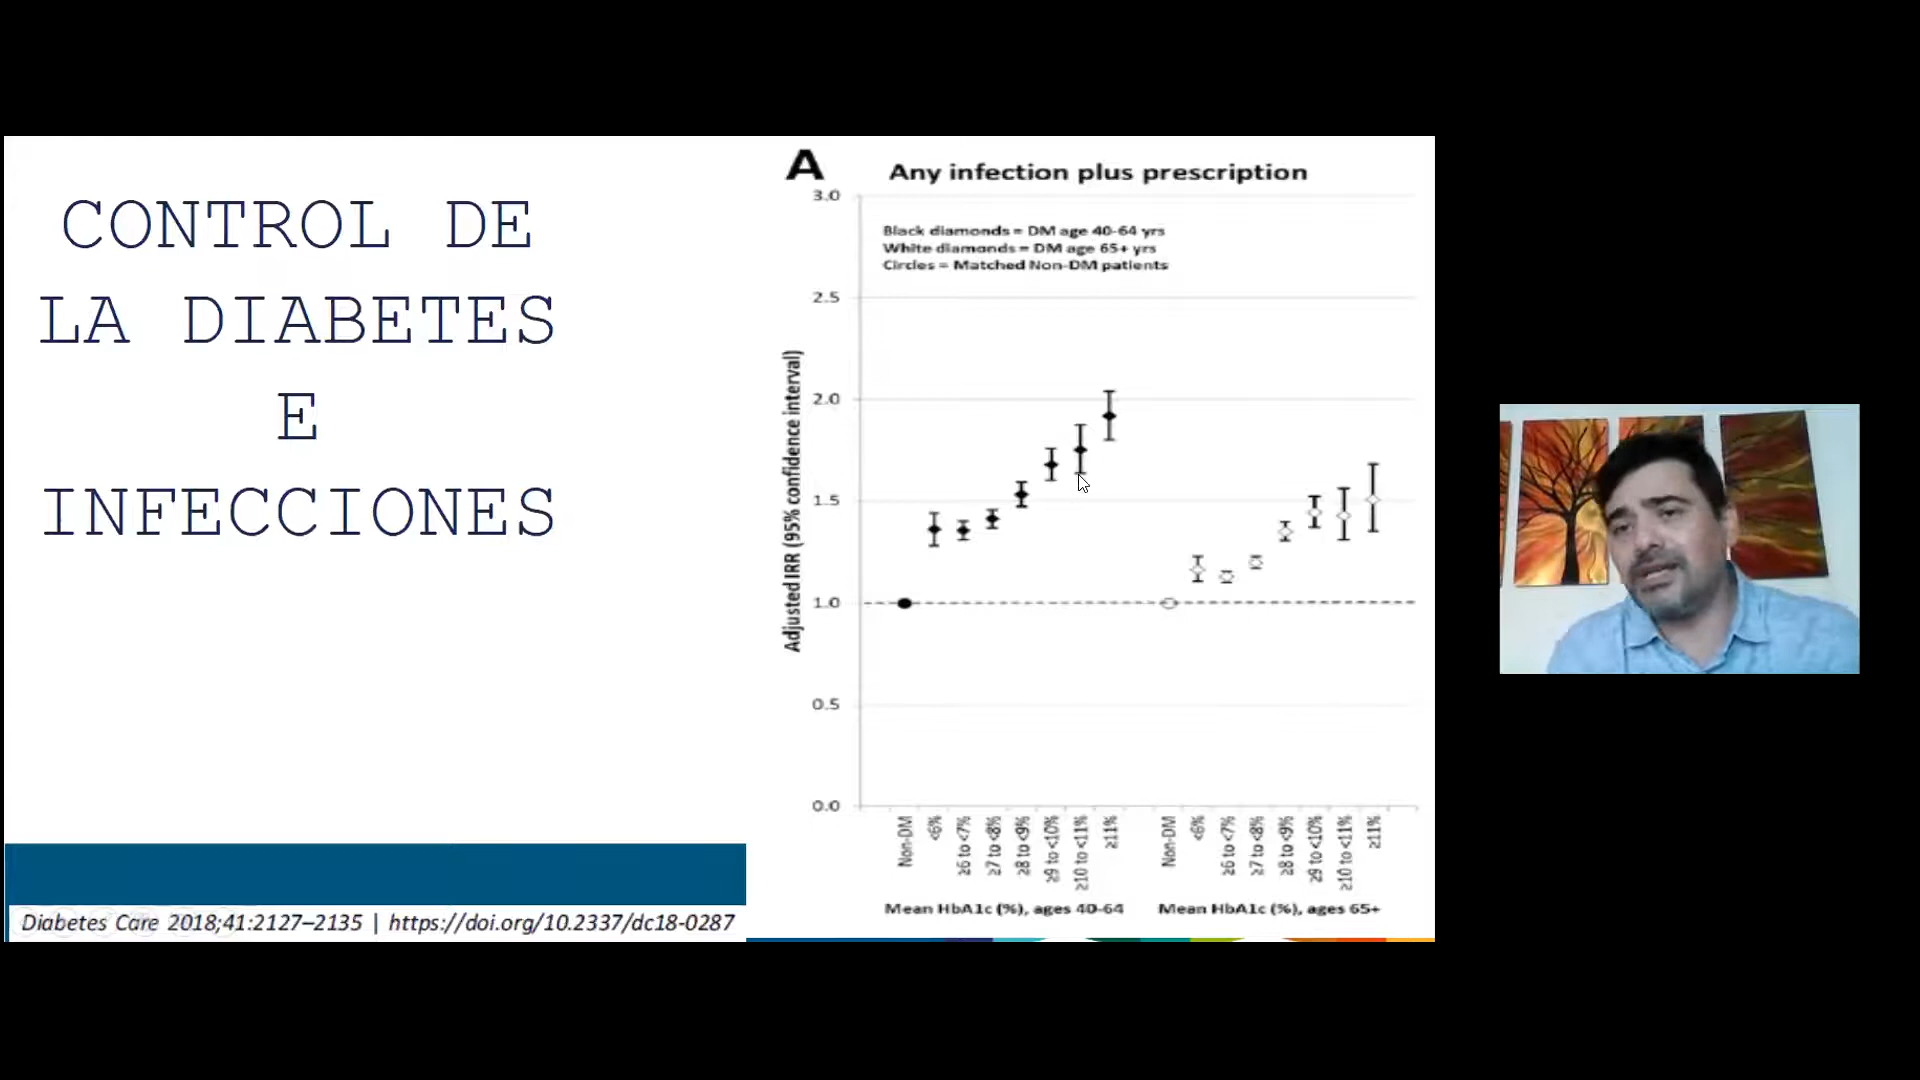 CONTROL DE
LA DIABETES
E
INFECCIONES
Diabetes Care 2018;41:2127–2135 | https://doi.org/10.2337/dc18-0287
A
Any infection plus prescription
Black diamonds = DM age 40-64 yrs
White diamonds = DM age 65+ yrs
Circles = Matched Non-DM patients
Adjusted IRR (95% confidence interval)
3.0
2.5
2.0
1.5
1.0
0.5
0.0
Non-DM
<6%
≥6 to <7%
≥7 to <8%
≥8 to <9%
≥9 to <10%
≥10 to <11%
≥11%
Non-DM
<6%
≥6 to <7%
≥7 to <8%
≥8 to <9%
≥9 to <10%
≥10 to <11%
≥11%
Mean HbA1c (%), ages 40-64
Mean HbA1c (%), ages 65+